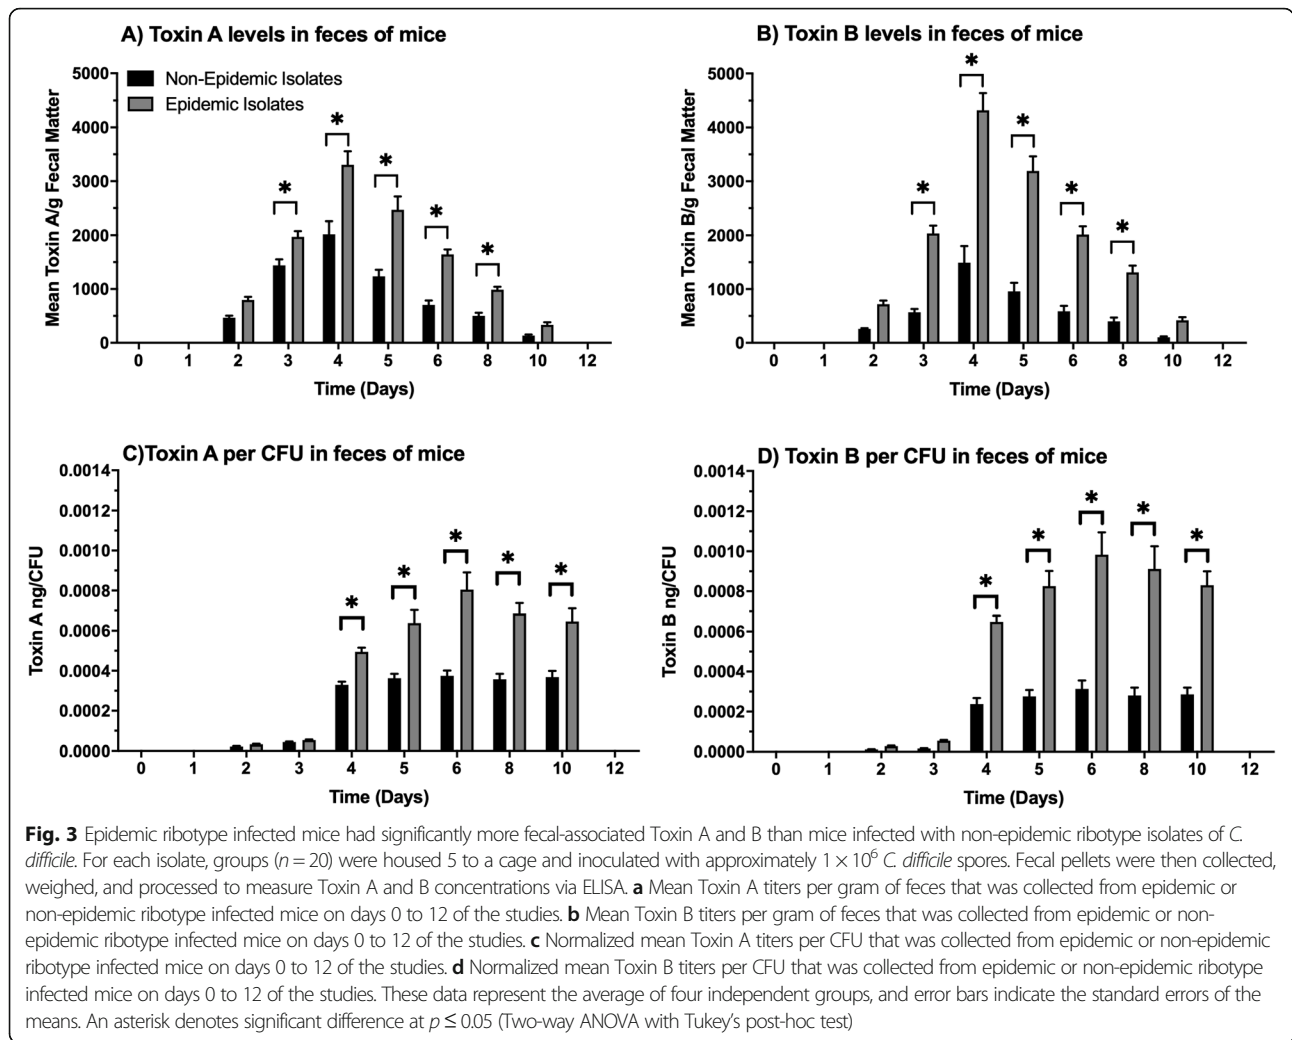 A) Toxin A levels in feces of mice
Mean Toxin A/g Fecal Matter
5000
4000
3000
2000
1000
0
Non-Epidemic Isolates
Epidemic Isolates
* * * * *
0 1 2 3 4 5 6 8 10 12
Time (Days)
B) Toxin B levels in feces of mice
Mean Toxin B/g Fecal Matter
5000
4000
3000
2000
1000
0
* * * * *
0 1 2 3 4 5 6 8 10 12
Time (Days)
C)Toxin A per CFU in feces of mice
Toxin A ng/CFU
0.0014
0.0012
0.0010
0.0008
0.0006
0.0004
0.0002
0.0000
* * * * *
0 1 2 3 4 5 6 8 10 12
Time (Days)
D) Toxin B per CFU in feces of mice
Toxin B ng/CFU
0.0014
0.0012
0.0010
0.0008
0.0006
0.0004
0.0002
0.0000
* * * * *
0 1 2 3 4 5 6 8 10 12
Time (Days)
Fig. 3 Epidemic ribotype infected mice had significantly more fecal-associated Toxin A and B than mice infected with non-epidemic ribotype isolates of C.
difficile. For each isolate, groups (n = 20) were housed 5 to a cage and inoculated with approximately 1 × 10⁶ C. difficile spores. Fecal pellets were then collected,
weighed, and processed to measure Toxin A and B concentrations via ELISA. a Mean Toxin A titers per gram of feces that was collected from epidemic or
non-epidemic ribotype infected mice on days 0 to 12 of the studies. b Mean Toxin B titers per gram of feces that was collected from epidemic or non-
epidemic ribotype infected mice on days 0 to 12 of the studies. c Normalized mean Toxin A titers per CFU that was collected from epidemic or non-epidemic
ribotype infected mice on days 0 to 12 of the studies. d Normalized mean Toxin B titers per CFU that was collected from epidemic or non-epidemic ribotype
infected mice on days 0 to 12 of the studies. These data represent the average of four independent groups, and error bars indicate the standard errors of the
means. An asterisk denotes significant difference at p ≤ 0.05 (Two-way ANOVA with Tukey's post-hoc test)